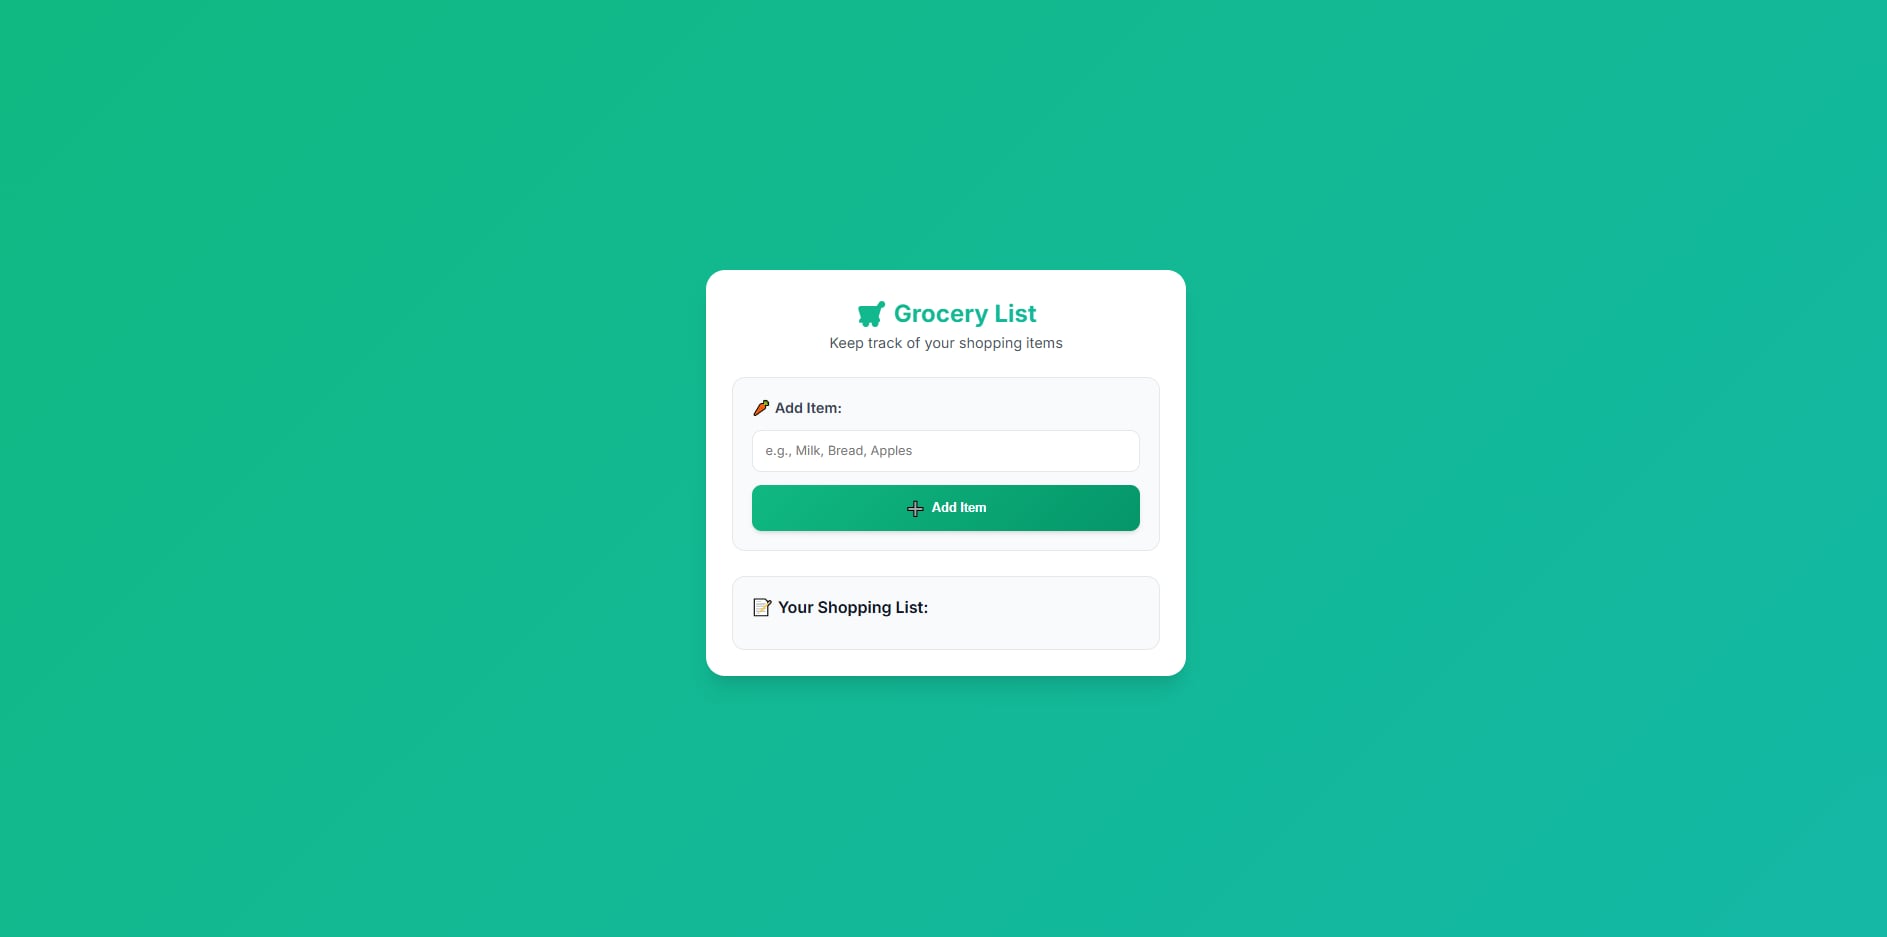 Grocery List
Keep track of your shopping items
Add Item:
e.g., Milk, Bread, Apples
Add Item
Your Shopping List: